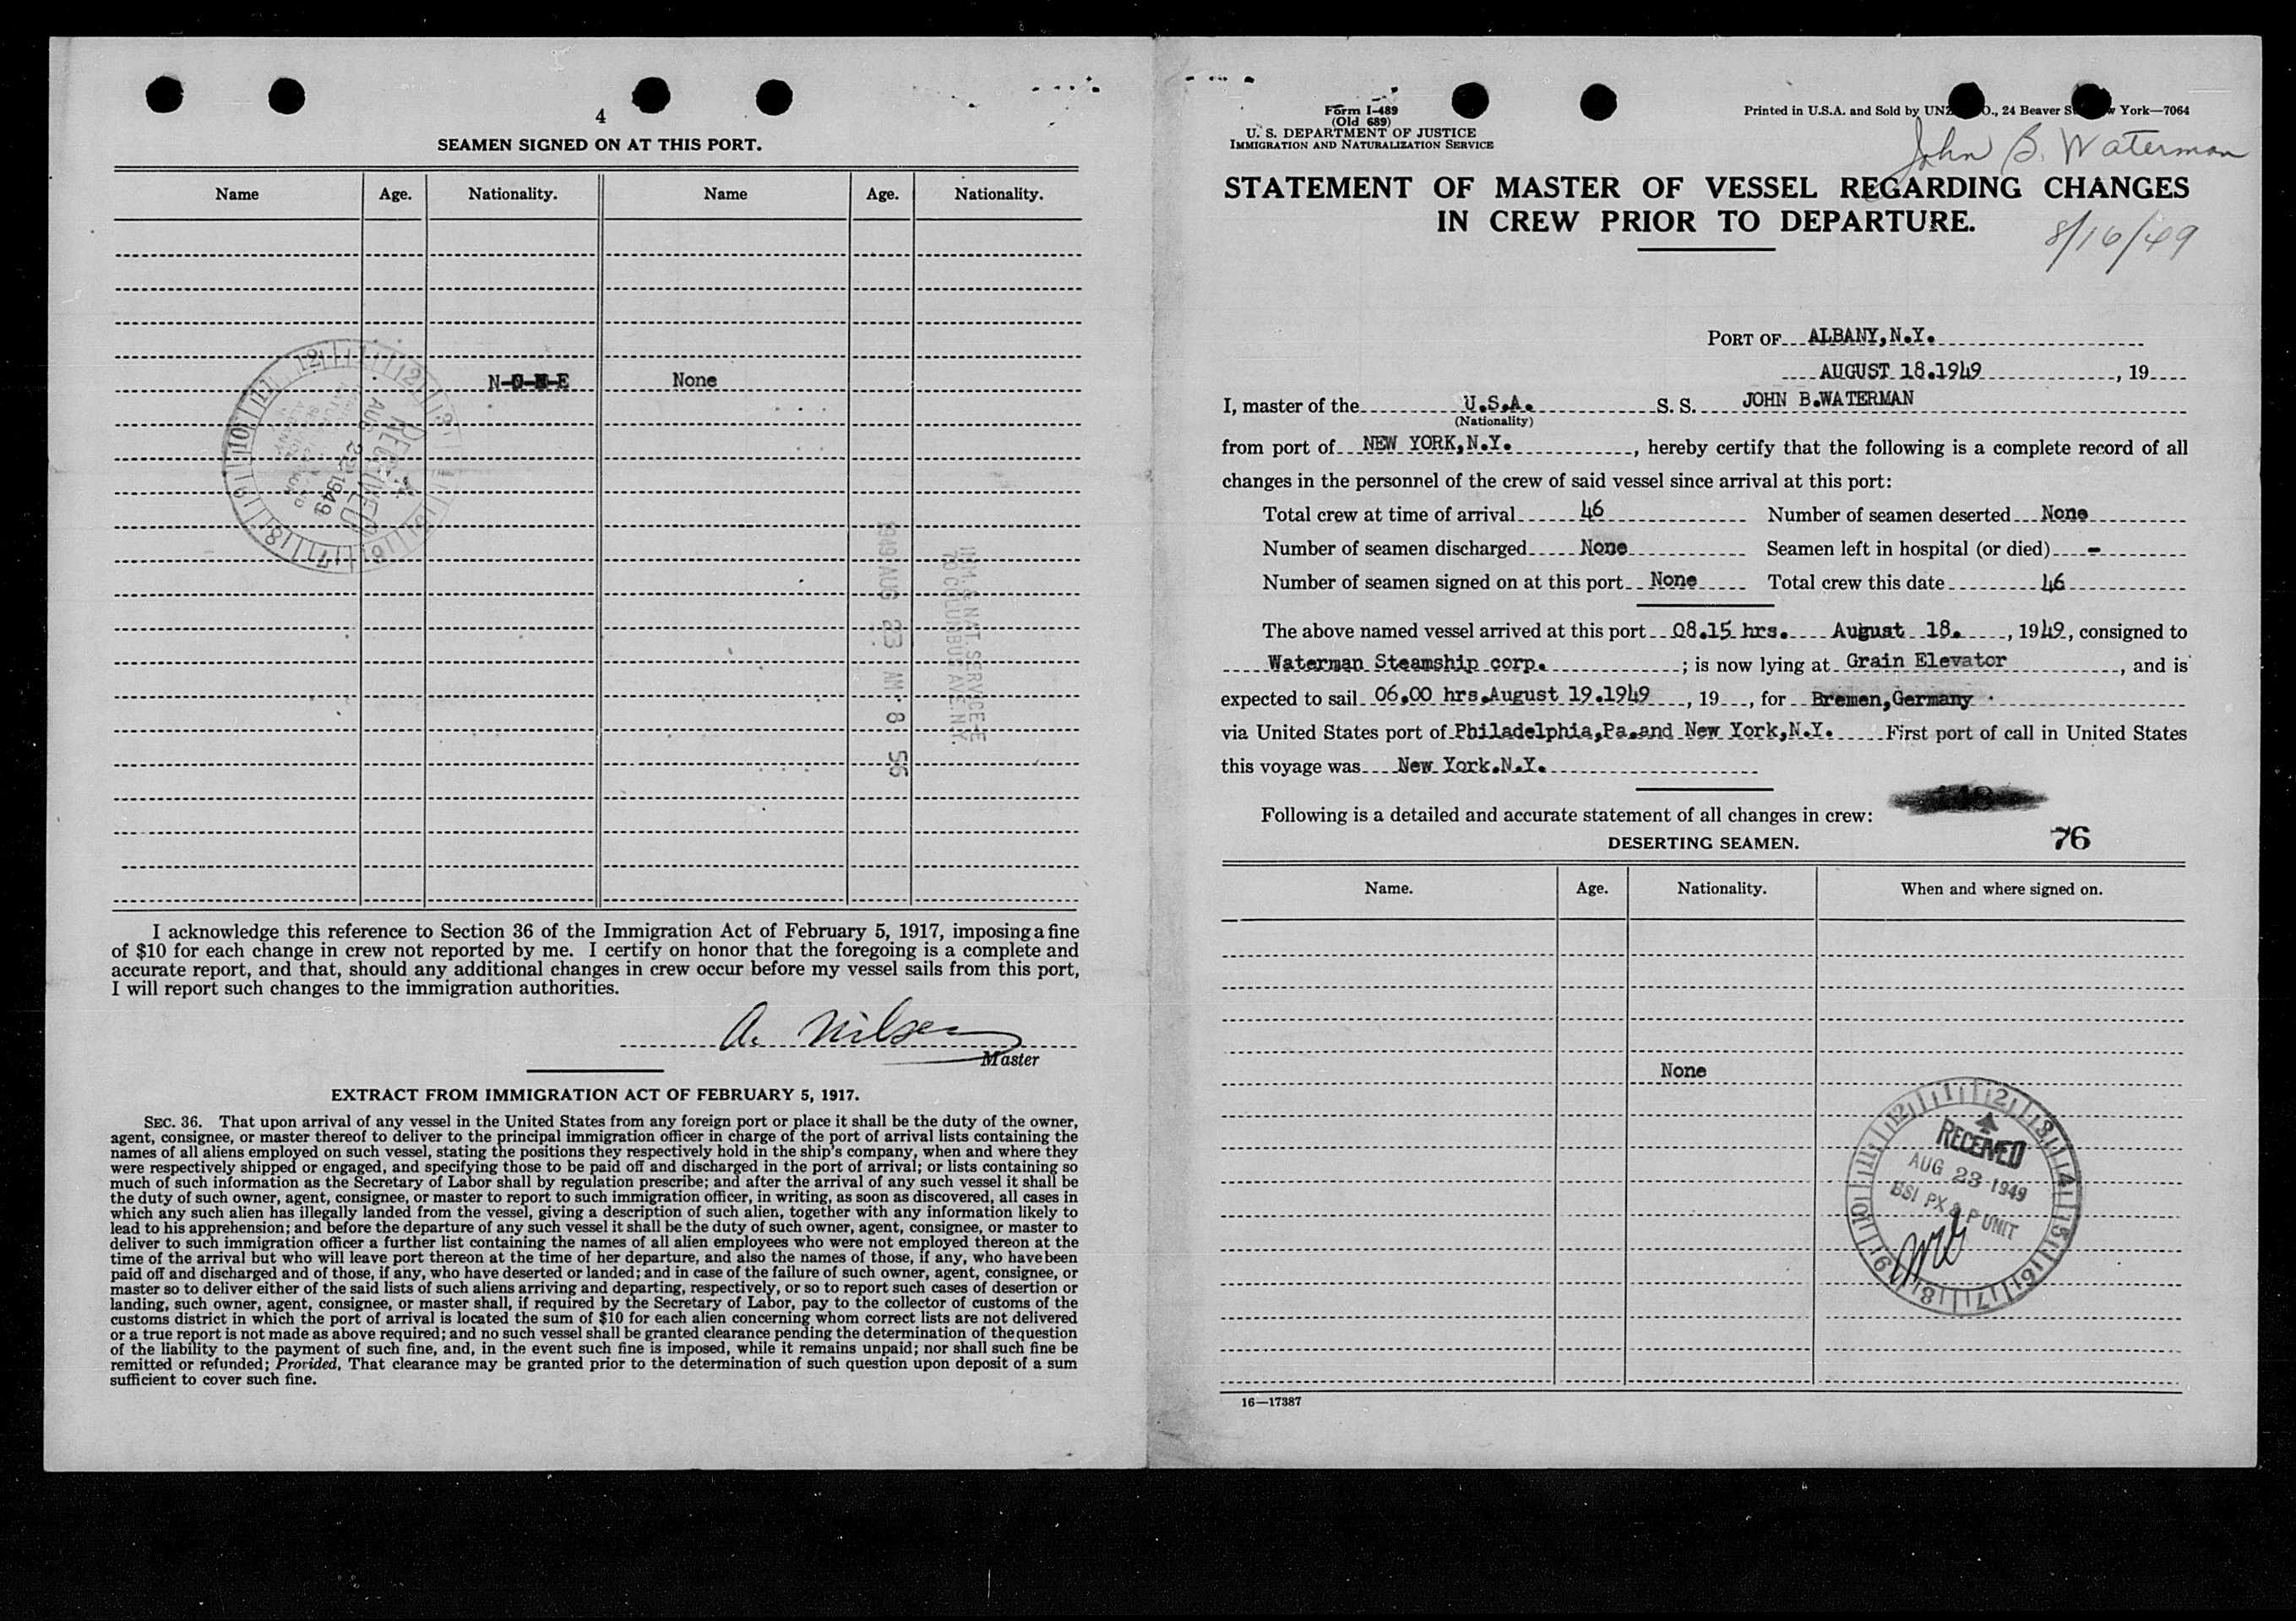 4
SEAMEN SIGNED ON AT THIS PORT.
Name Age. Nationality. Name Age. Nationality.
N-O-N-E None
RECEIVED
AUG 22 1949
1949 AUG 23 AM 8 56
IMM. & NAT. SERVICE
70 COLUMBUS AVE. N.Y.
I acknowledge this reference to Section 36 of the Immigration Act of February 5, 1917, imposing a fine
of $10 for each change in crew not reported by me. I certify on honor that the foregoing is a complete and
accurate report, and that, should any additional changes in crew occur before my vessel sails from this port,
I will report such changes to the immigration authorities.
A. Nilsen
Master
EXTRACT FROM IMMIGRATION ACT OF FEBRUARY 5, 1917.
SEC. 36. That upon arrival of any vessel in the United States from any foreign port or place it shall be the duty of the owner,
agent, consignee, or master thereof to deliver to the principal immigration officer in charge of the port of arrival lists containing the
names of all aliens employed on such vessel, stating the positions they respectively hold in the ship's company, when and where they
were respectively shipped or engaged, and specifying those to be paid off and discharged in the port of arrival; or lists containing so
much of such information as the Secretary of Labor shall by regulation prescribe; and after the arrival of any such vessel it shall be
the duty of such owner, agent, consignee, or master to report to such immigration officer, in writing, as soon as discovered, all cases in
which any such alien has illegally landed from the vessel, giving a description of such alien, together with any information likely to
lead to his apprehension; and before the departure of any such vessel it shall be the duty of such owner, agent, consignee, or master to
deliver to such immigration officer a further list containing the names of all alien employees who were not employed thereon at the
time of the arrival but who will leave port thereon at the time of her departure, and also the names of those, if any, who have been
paid off and discharged and of those, if any, who have deserted or landed; and in case of the failure of such owner, agent, consignee, or
master so to deliver either of the said lists of such aliens arriving and departing, respectively, or so to report such cases of desertion or
landing, such owner, agent, consignee, or master shall, if required by the Secretary of Labor, pay to the collector of customs of the
customs district in which the port of arrival is located the sum of $10 for each alien concerning whom correct lists are not delivered
or a true report is not made as above required; and no such vessel shall be granted clearance pending the determination of the question
of the liability to the payment of such fine, and, in the event such fine is imposed, while it remains unpaid; nor shall such fine be
remitted or refunded; Provided, That clearance may be granted prior to the determination of such question upon deposit of a sum
sufficient to cover such fine.
Form I-489
(Old 689)
U. S. DEPARTMENT OF JUSTICE
IMMIGRATION AND NATURALIZATION SERVICE
Printed in U.S.A. and Sold by UNZ O., 24 Beaver S York—7064
John B. Waterman
STATEMENT OF MASTER OF VESSEL REGARDING CHANGES
IN CREW PRIOR TO DEPARTURE.
8/16/49
PORT OF ALBANY, N.Y.
AUGUST 18.1949, 19
I, master of the U.S.A. S. S. JOHN B.WATERMAN
(Nationality)
from port of NEW YORK, N.Y., hereby certify that the following is a complete record of all
changes in the personnel of the crew of said vessel since arrival at this port:
Total crew at time of arrival 46 Number of seamen deserted None
Number of seamen discharged None Seamen left in hospital (or died) -
Number of seamen signed on at this port None Total crew this date 46
The above named vessel arrived at this port 08.15 hrs. August 18., 1949, consigned to
Waterman Steamship corp. ; is now lying at Grain Elevator, and is
expected to sail 06.00 hrs.August 19.1949, 19, for Bremen,Germany
via United States port of Philadelphia,Pa.and New York,N.Y. First port of call in United States
this voyage was New York.N.Y.
Following is a detailed and accurate statement of all changes in crew:
DESERTING SEAMEN. 76
Name. Age. Nationality. When and where signed on.
None
RECEIVED
AUG 23 1949
BSI PX & P UNIT
16—17387